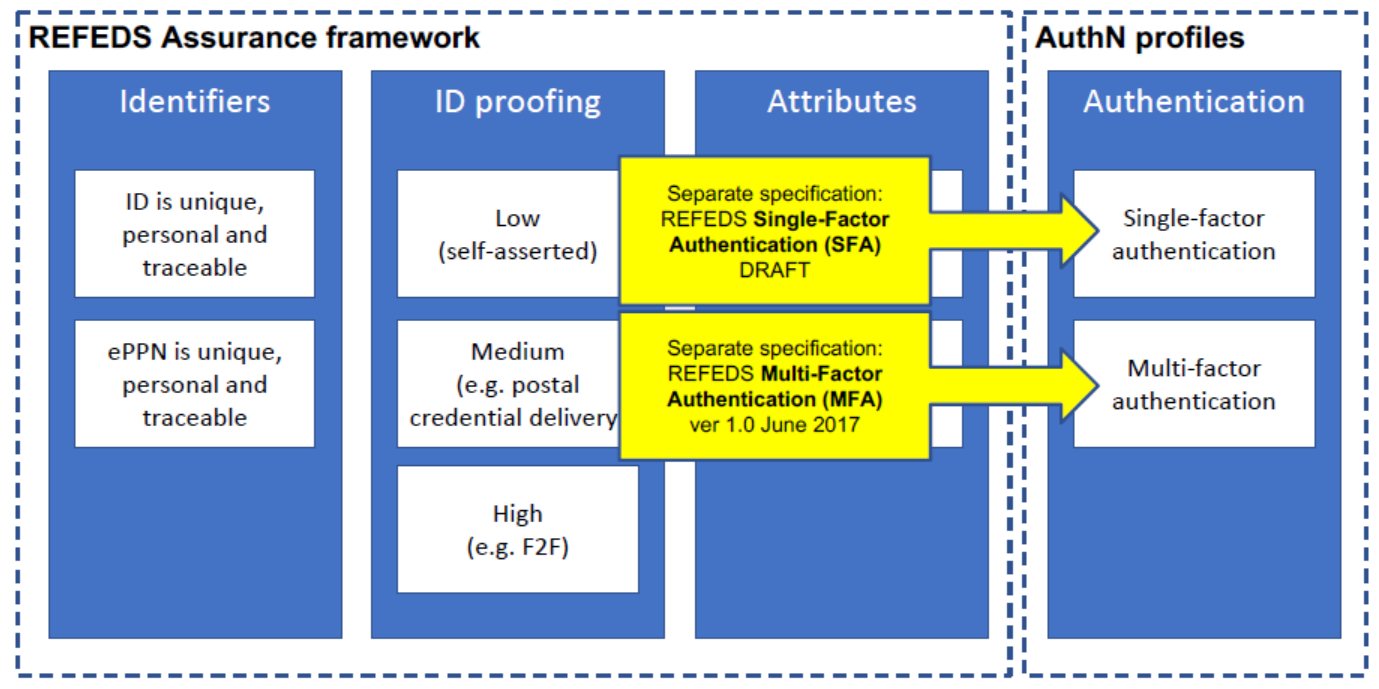 REFEDS Assurance framework
AuthN profiles
Identifiers
ID is unique,
personal and
traceable
ePPN is unique,
personal and
traceable
ID proofing
Low
(self-asserted)
Medium
(e.g. postal
credential delivery
High
(e.g. F2F)
Attributes
Separate specification:
REFEDS Single-Factor
Authentication (SFA)
DRAFT
Separate specification:
REFEDS Multi-Factor
Authentication (MFA)
ver 1.0 June 2017
Authentication
Single-factor
authentication
Multi-factor
authentication